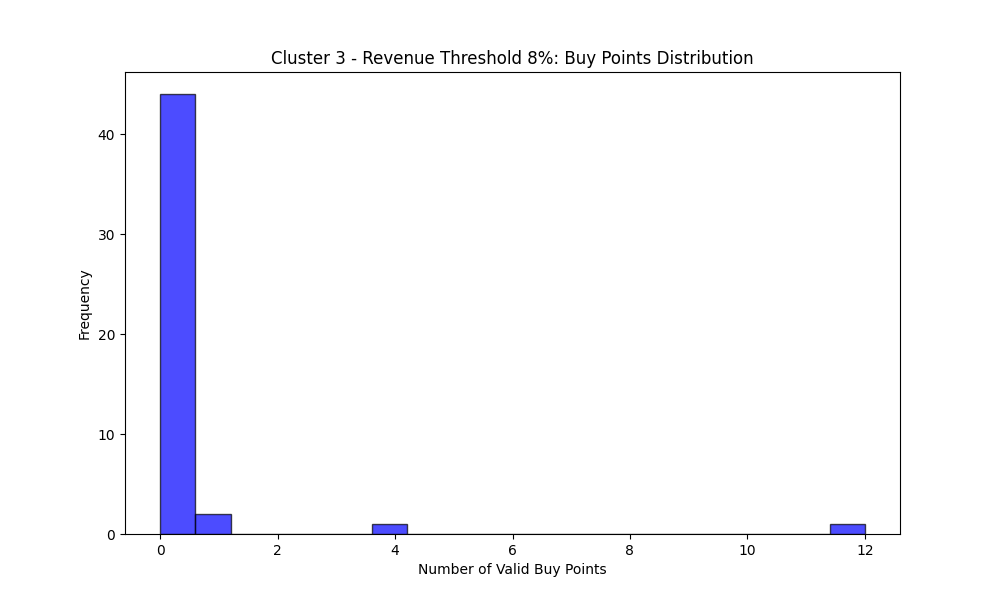 Cluster 3 - Revenue Threshold 8%: Buy Points Distribution
40
30
20
10
0
Frequency
0 2 4 6 8 10 12
Number of Valid Buy Points